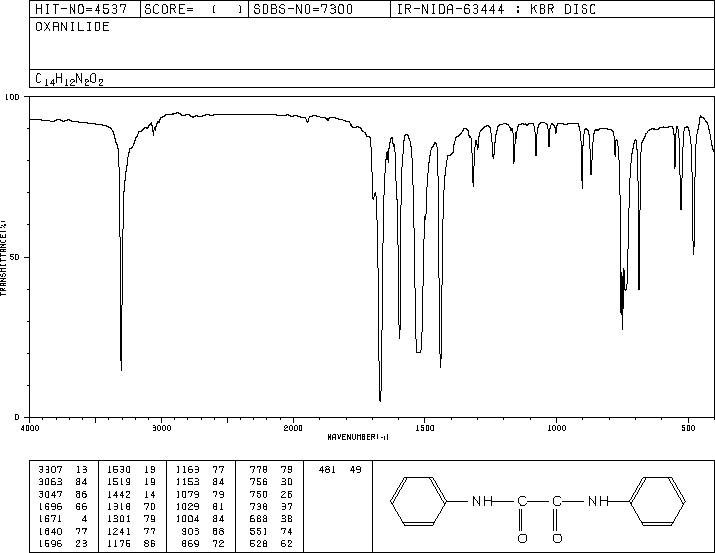 HIT-NO=4537 SCORE= ( ) SDBS-NO=7300 IR-NIDA-63444 : KBR DISC
OXANILIDE
C14H12N2O2
100
50
0
TRANSMITTANCE(%)
4000 3000 2000 1500 1000 500
WAVENUMBER(-1)
3307 13 1530 19 1163 77 778 79 481 49
3063 84 1519 19 1153 84 756 30
3047 86 1442 14 1079 79 750 26
1696 66 1318 70 1029 81 738 37
1671 4 1301 79 1004 84 688 38
1640 77 1241 77 903 68 551 74
1596 23 1176 86 869 72 528 62
NH C C NH
O O